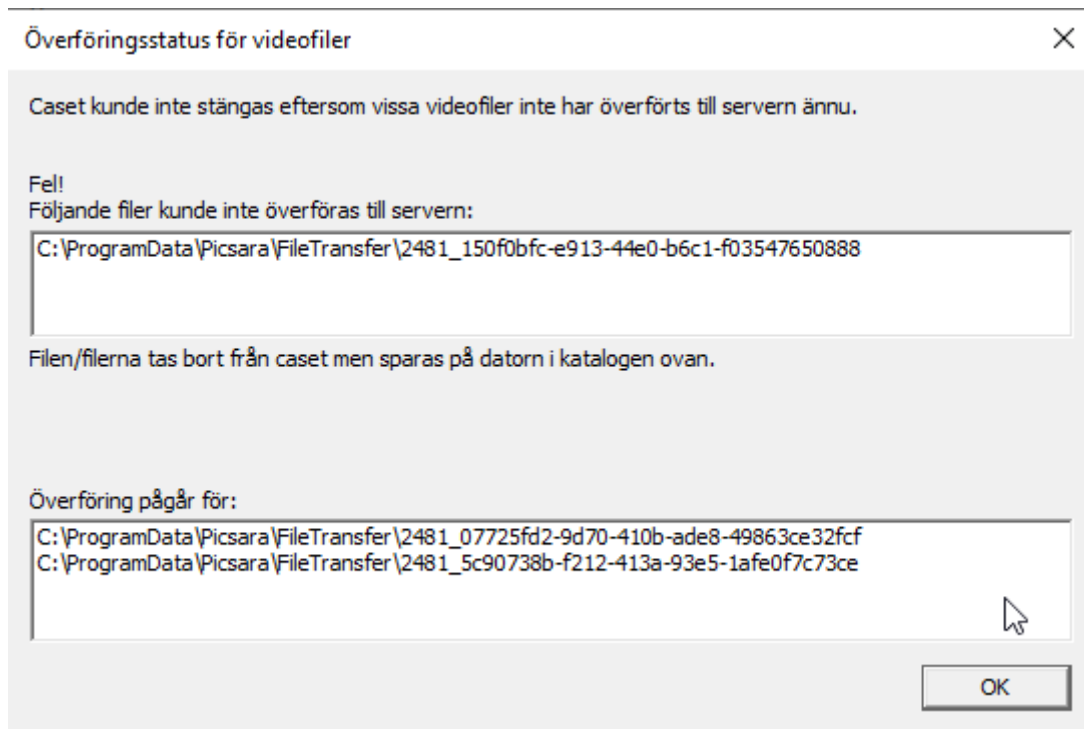 Överföringsstatus för videofiler
Caset kunde inte stängas eftersom vissa videofiler inte har överförts till servern ännu.
Fel!
Följande filer kunde inte överföras till servern:
C:\ProgramData\Picsara\FileTransfer\2481_150f0bfc-e913-44e0-b6c1-f03547650888
Filen/filerna tas bort från caset men sparas på datorn i katalogen ovan.
Överföring pågår för:
C:\ProgramData\Picsara\FileTransfer\2481_07725fd2-9d70-410b-ade8-49863ce32fcf
C:\ProgramData\Picsara\FileTransfer\2481_5c90738b-f212-413a-93e5-1afe0f7c73ce
OK